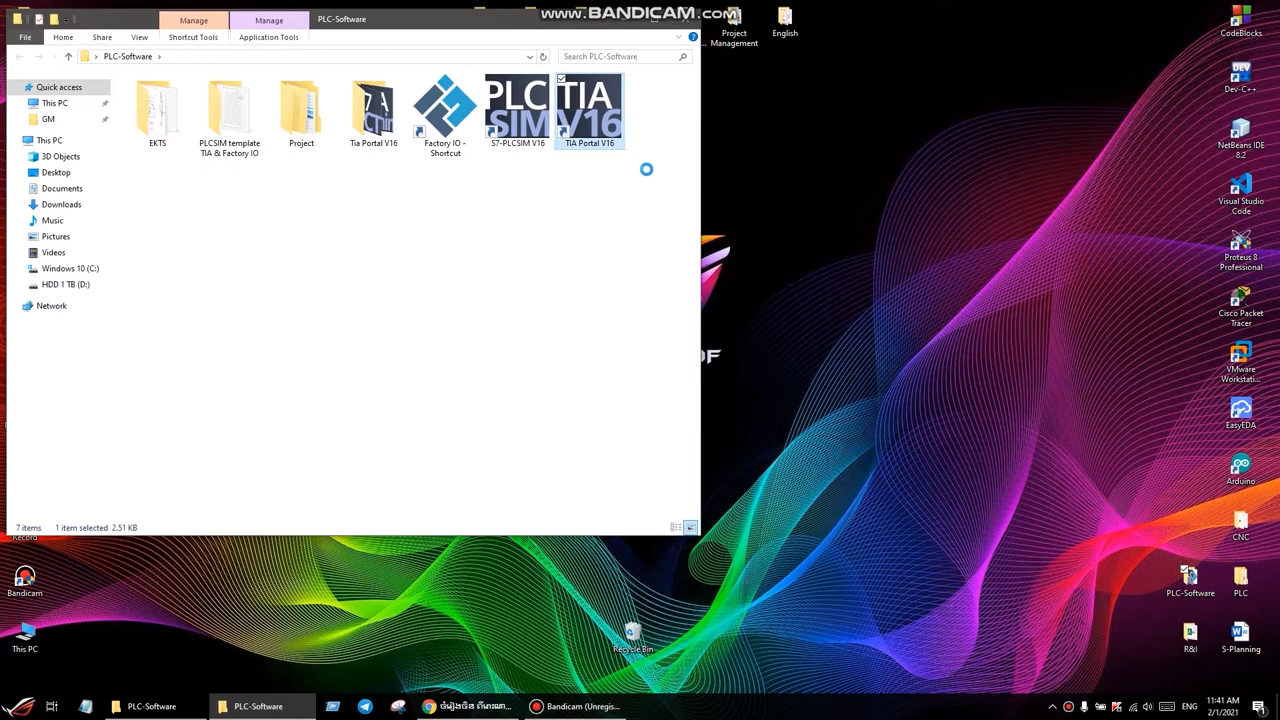 www.BANDICAM.com
Manage
Manage
PLC-Software
File
Home
Share
View
Shortcut Tools
Application Tools
PLC-Software
Search PLC-Software
Quick access
This PC
GM
This PC
3D Objects
Desktop
Documents
Downloads
Music
Pictures
Videos
Windows 10 (C:)
HDD 1 TB (D:)
Network
EKTS
PLCSIM template
TIA & Factory IO
Project
Tia Portal V16
Factory IO -
Shortcut
PLC
SIM
S7-PLCSIM V16
TIA
V16
TIA Portal V16
7 items
1 item selected 2.51 KB
Project
Management
English
CodeBlocks
DEV
Dev-C++
NetBeans IDE
8.2
Visual Studio
Code
Proteus 8
Professional
Cisco Packet
Tracer
VMware
Workstati...
EasyEDA
Arduino
CNC
PLC-Software
PLC
R&I
S-Planning
Record
Bandicam
This PC
Recycle Bin
PLC-Software
PLC-Software
Bandicam (Unregis...
ENG
11:41 AM
2/1/2021